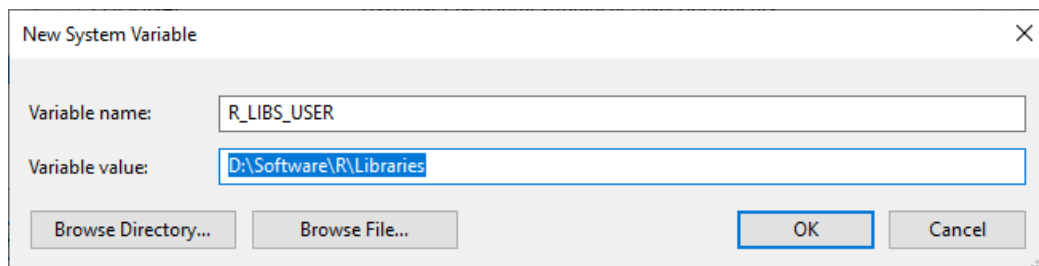 New System Variable
Variable name:
R_LIBS_USER
Variable value:
D:\Software\R\Libraries
Browse Directory...
Browse File...
OK
Cancel